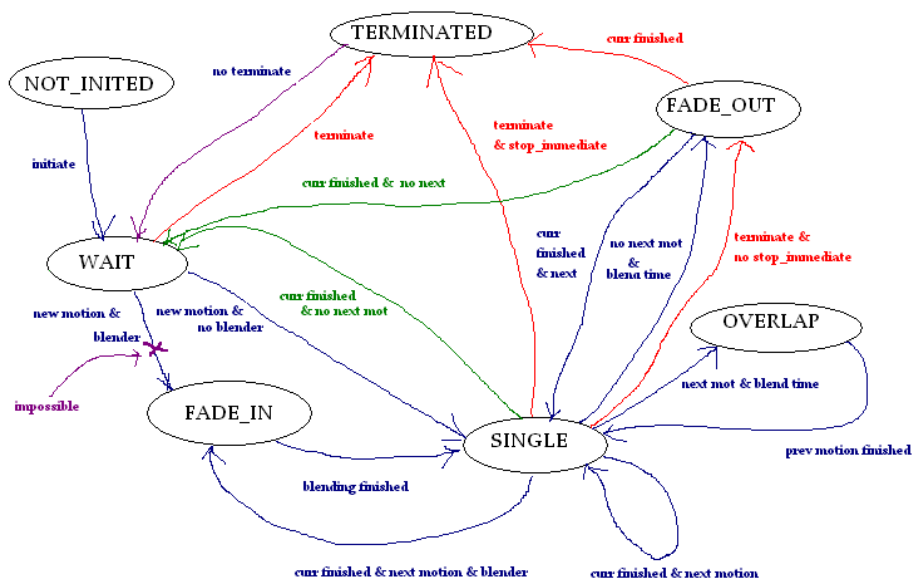 TERMINATED
curr finished
no terminate
NOT_INITED
FADE_OUT
terminate
terminate
& stop_immediate
initiate
curr finished & no next
curr
finished
& next
no next mot
&
blend time
terminate &
no stop_immediate
WAIT
curr finished
& no next mot
new motion &
blender
new motion &
no blender
OVERLAP
impossible
next mot & blend time
FADE_IN
SINGLE
prev motion finished
blending finished
curr finished & next motion & blender
curr finished & next motion